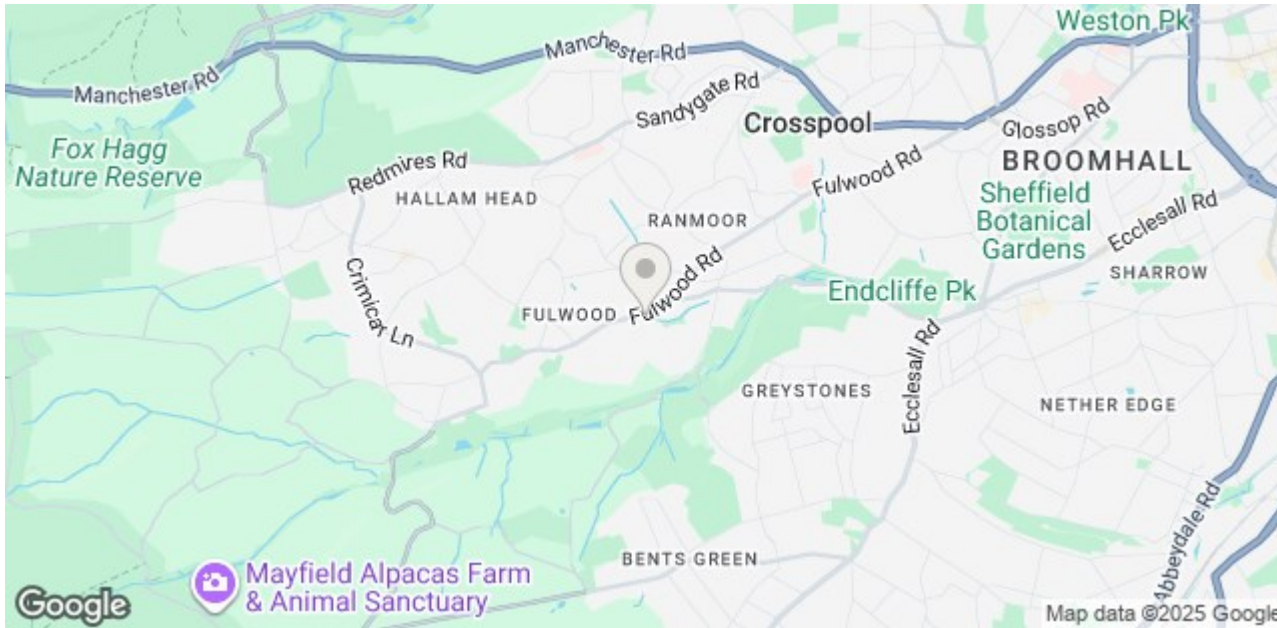 Weston Pk
Manchester Rd
Manchester Rd
Sandygate Rd
Crosspool
Glossop Rd
Fox Hagg
Nature Reserve
Redmires Rd
HALLAM HEAD
Fulwood Rd
BROOMHALL
Sheffield
Botanical
Gardens
RANMOOR
Ecclesall Rd
SHARROW
Crimicar Ln
FULWOOD
Fulwood Rd
Endcliffe Pk
Ecclesall Rd
GREYSTONES
NETHER EDGE
Abbeydale Rd
BENTS GREEN
Mayfield Alpacas Farm
& Animal Sanctuary
Google
Map data ©2025 Google